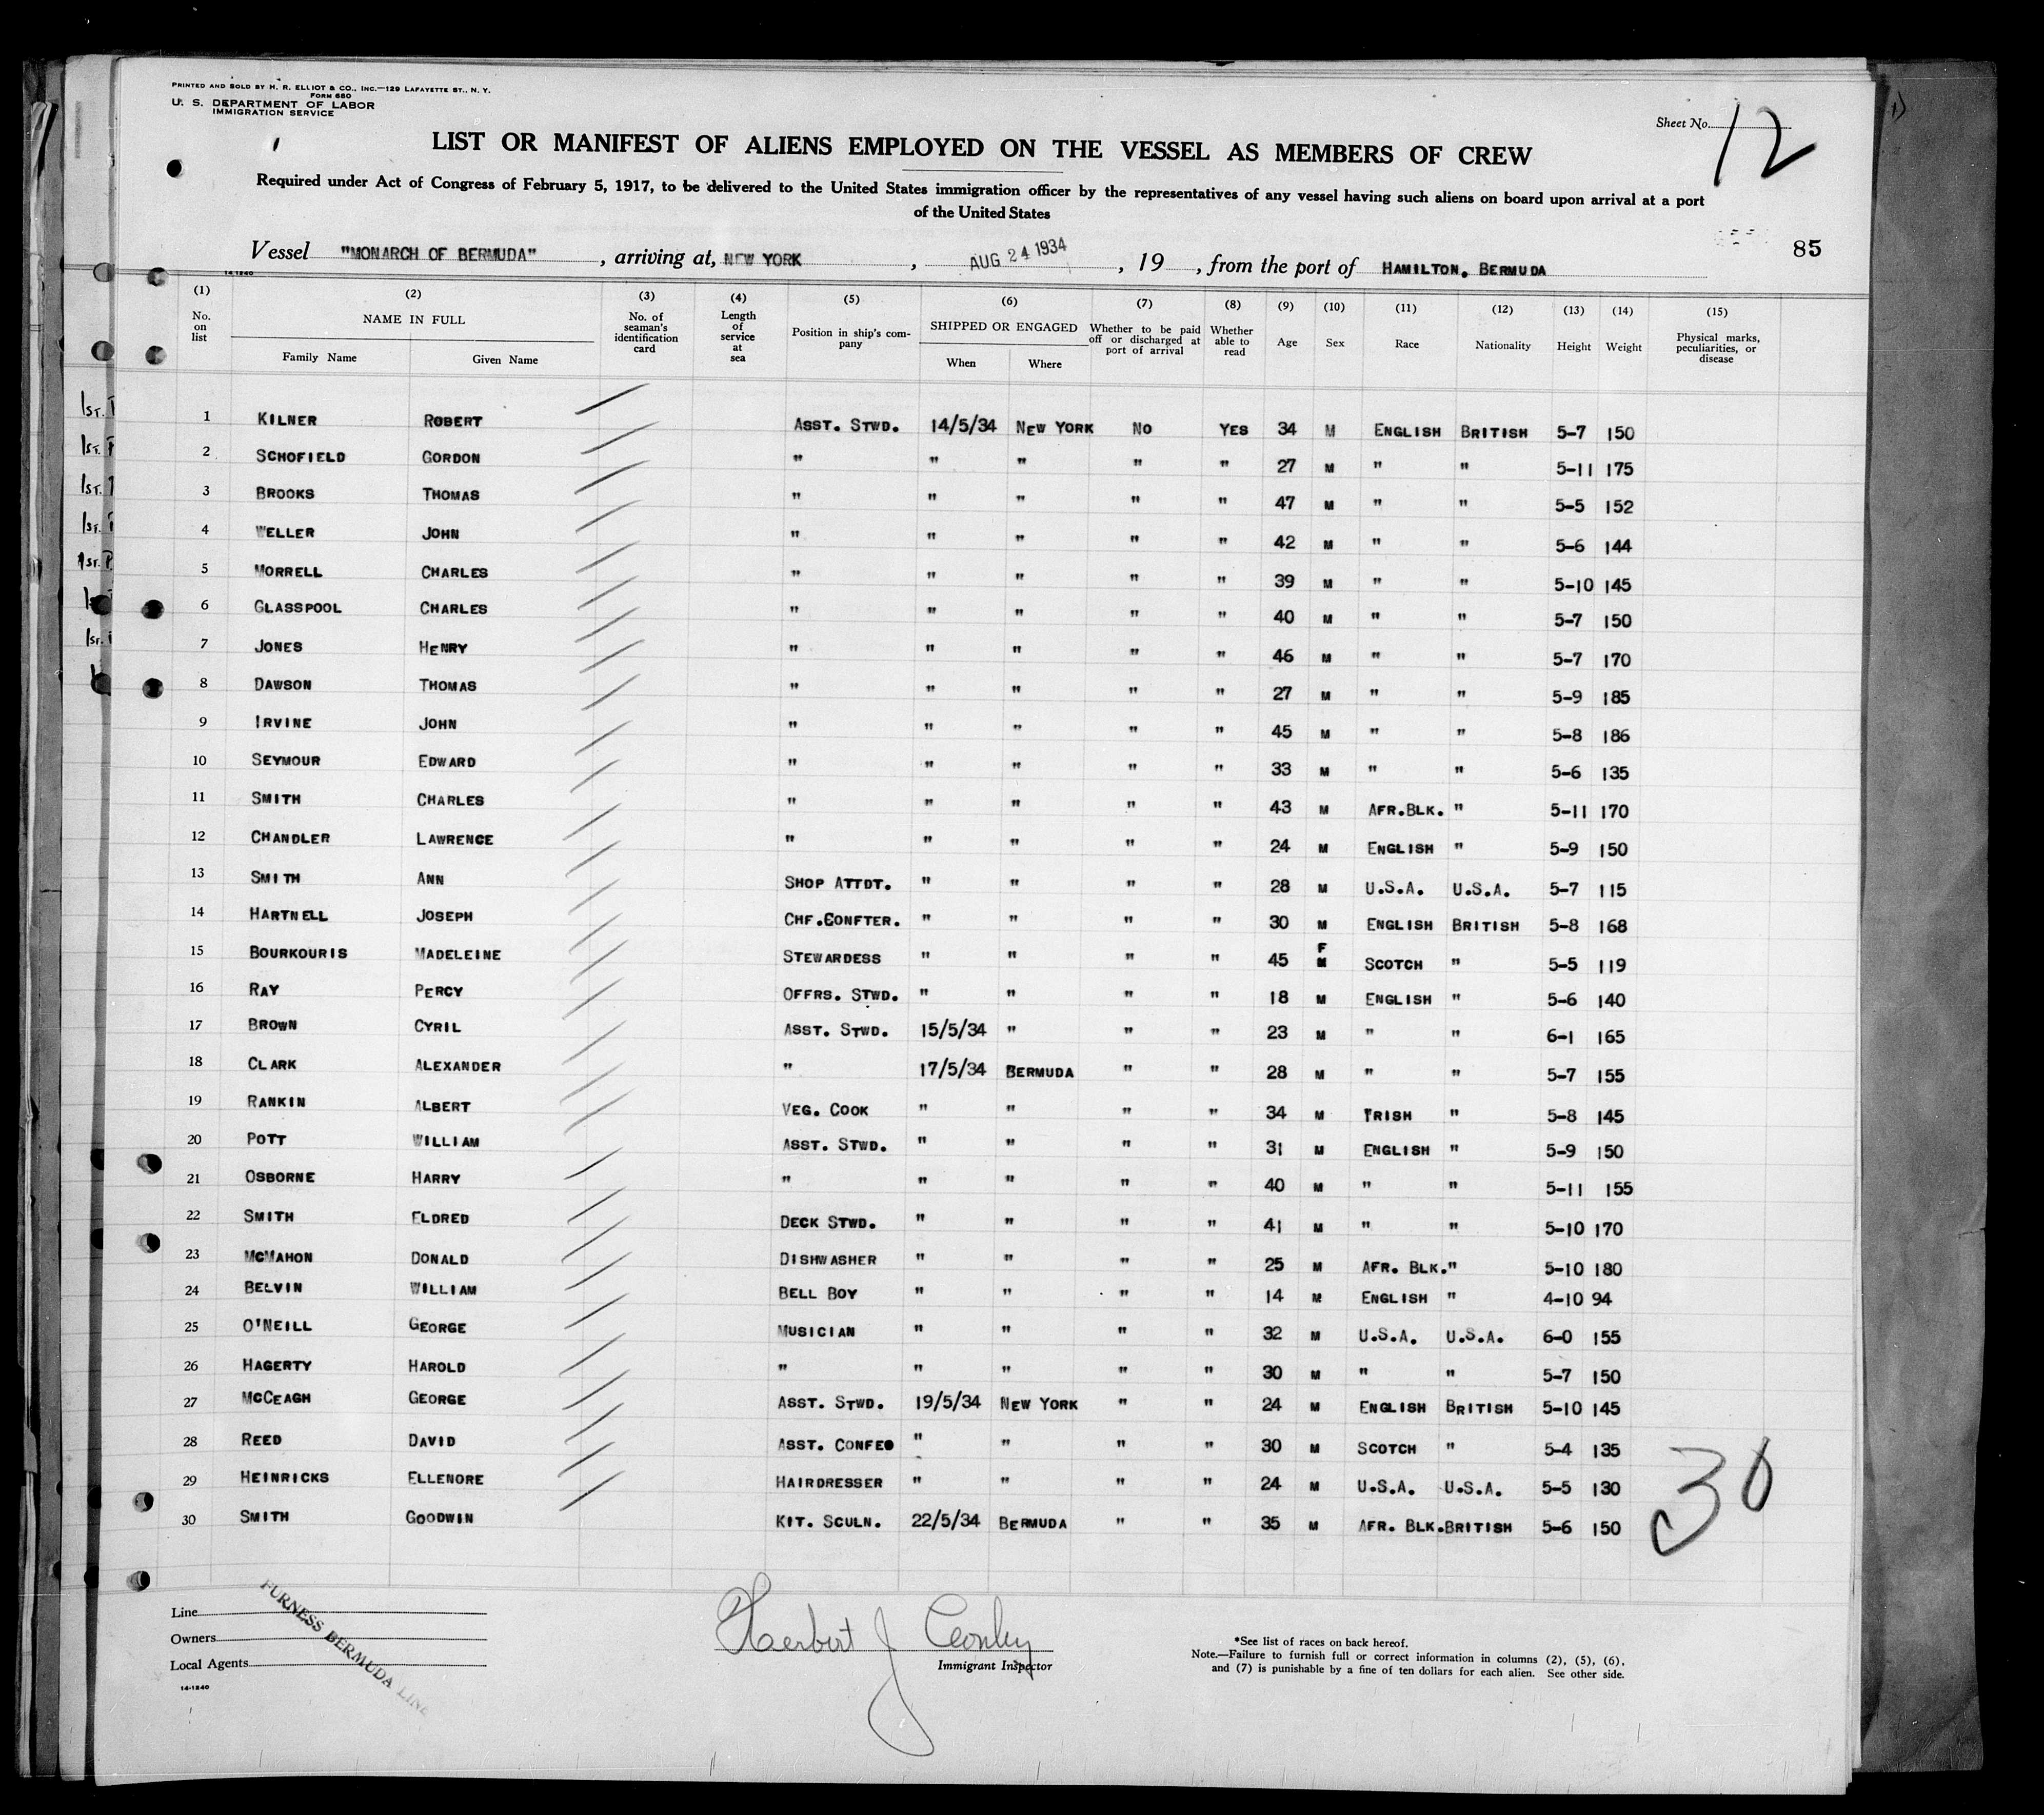 PRINTED AND SOLD BY H. R. ELLIOT & CO., INC.—129 LAFAYETTE ST., N. Y.
FORM 680
U. S. DEPARTMENT OF LABOR
IMMIGRATION SERVICE
Sheet No. 12
LIST OR MANIFEST OF ALIENS EMPLOYED ON THE VESSEL AS MEMBERS OF CREW
Required under Act of Congress of February 5, 1917, to be delivered to the United States immigration officer by the representatives of any vessel having such aliens on board upon arrival at a port
of the United States
85
Vessel "MONARCH OF BERMUDA", arriving at, NEW YORK, AUG 24 1934, 19, from the port of HAMILTON, BERMUDA
14-1240
(1) (2) (3) (4) (5) (6) (7) (8) (9) (10) (11) (12) (13) (14) (15)
No. on list NAME IN FULL Family Name Given Name No. of seaman's identification card Length of service at sea Position in ship's company SHIPPED OR ENGAGED When Where Whether to be paid off or discharged at port of arrival Whether able to read Age Sex Race Nationality Height Weight Physical marks, peculiarities, or disease
1 KILNER ROBERT ASST. STWD. 14/5/34 NEW YORK NO YES 34 M ENGLISH BRITISH 5-7 150
2 SCHOFIELD GORDON " " " " " 27 M " " 5-11 175
3 BROOKS THOMAS " " " " " 47 M " " 5-5 152
4 WELLER JOHN " " " " " 42 M " " 5-6 144
5 MORRELL CHARLES " " " " " 39 M " " 5-10 145
6 GLASSPOOL CHARLES " " " " " 40 M " " 5-7 150
7 JONES HENRY " " " " " 46 M " " 5-7 170
8 DAWSON THOMAS " " " " " 27 M " " 5-9 185
9 IRVINE JOHN " " " " " 45 M " " 5-8 186
10 SEYMOUR EDWARD " " " " " 33 M " " 5-6 135
11 SMITH CHARLES " " " " " 43 M AFR.BLK. " 5-11 170
12 CHANDLER LAWRENCE " " " " " 24 M ENGLISH " 5-9 150
13 SMITH ANN SHOP ATTDT. " " " " 28 M U.S.A. U.S.A. 5-7 115
14 HARTNELL JOSEPH CHF.CONFTER. " " " " 30 M ENGLISH BRITISH 5-8 168
15 BOURKOURIS MADELEINE STEWARDESS " " " " 45 F M SCOTCH " 5-5 119
16 RAY PERCY OFFRS. STWD. " " " " 18 M ENGLISH " 5-6 140
17 BROWN CYRIL ASST. STWD. 15/5/34 " " " 23 M " " 6-1 165
18 CLARK ALEXANDER " 17/5/34 BERMUDA " " 28 M " " 5-7 155
19 RANKIN ALBERT VEG. COOK " " " " 34 M IRISH " 5-8 145
20 POTT WILLIAM ASST. STWD. " " " " 31 M ENGLISH " 5-9 150
21 OSBORNE HARRY " " " " " 40 M " " 5-11 155
22 SMITH ELDRED DECK STWD. " " " " 41 M " " 5-10 170
23 MCMAHON DONALD DISHWASHER " " " " 25 M AFR. BLK. " 5-10 180
24 BELVIN WILLIAM BELL BOY " " " " 14 M ENGLISH " 4-10 94
25 O'NEILL GEORGE MUSICIAN " " " " 32 M U.S.A. U.S.A. 6-0 155
26 HAGERTY HAROLD " " " " " 30 M " " 5-7 150
27 MCCEAGH GEORGE ASST. STWD. 19/5/34 NEW YORK " " 24 M ENGLISH BRITISH 5-10 145
28 REED DAVID ASST. CONFEO " " " " 30 M SCOTCH " 5-4 135
29 HEINRICKS ELLENORE HAIRDRESSER " " " " 24 M U.S.A. U.S.A. 5-5 130
30 SMITH GOODWIN KIT. SCULN. 22/5/34 BERMUDA " " 35 M AFR. BLK. BRITISH 5-6 150
30
Line
Owners
Local Agents
FURNESS BERMUDA LINE
14-1240
Herbert J
Immigrant Inspector
*See list of races on back hereof.
Note.—Failure to furnish full or correct information in columns (2), (5), (6),
and (7) is punishable by a fine of ten dollars for each alien. See other side.